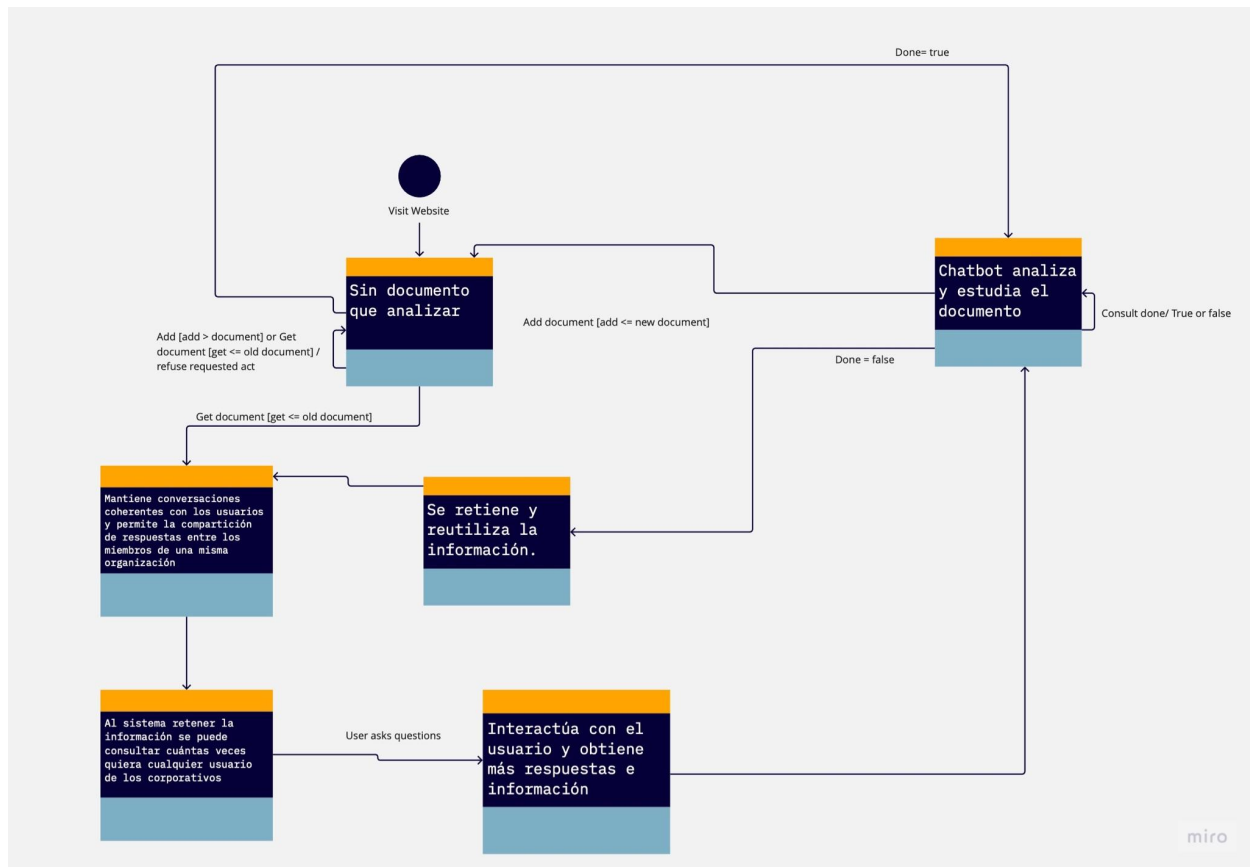 Done= true
Visit Website
Sin documento
que analizar
Chatbot analiza
y estudia el
documento
Consult done/ True or false
Add document [add <= new document]
Add [add > document] or Get
document [get <= old document] /
refuse requested act
Done = false
Get document [get <= old document]
Mantiene conversaciones
coherentes con los usuarios
y permite la compartición
de respuestas entre los
miembros de una misma
organización
Se retiene y
reutiliza la
información.
Al sistema retener la
información se puede
consultar cuántas veces
quiera cualquier usuario
de los corporativos
User asks questions
Interactúa con el
usuario y obtiene
más respuestas e
información
miro